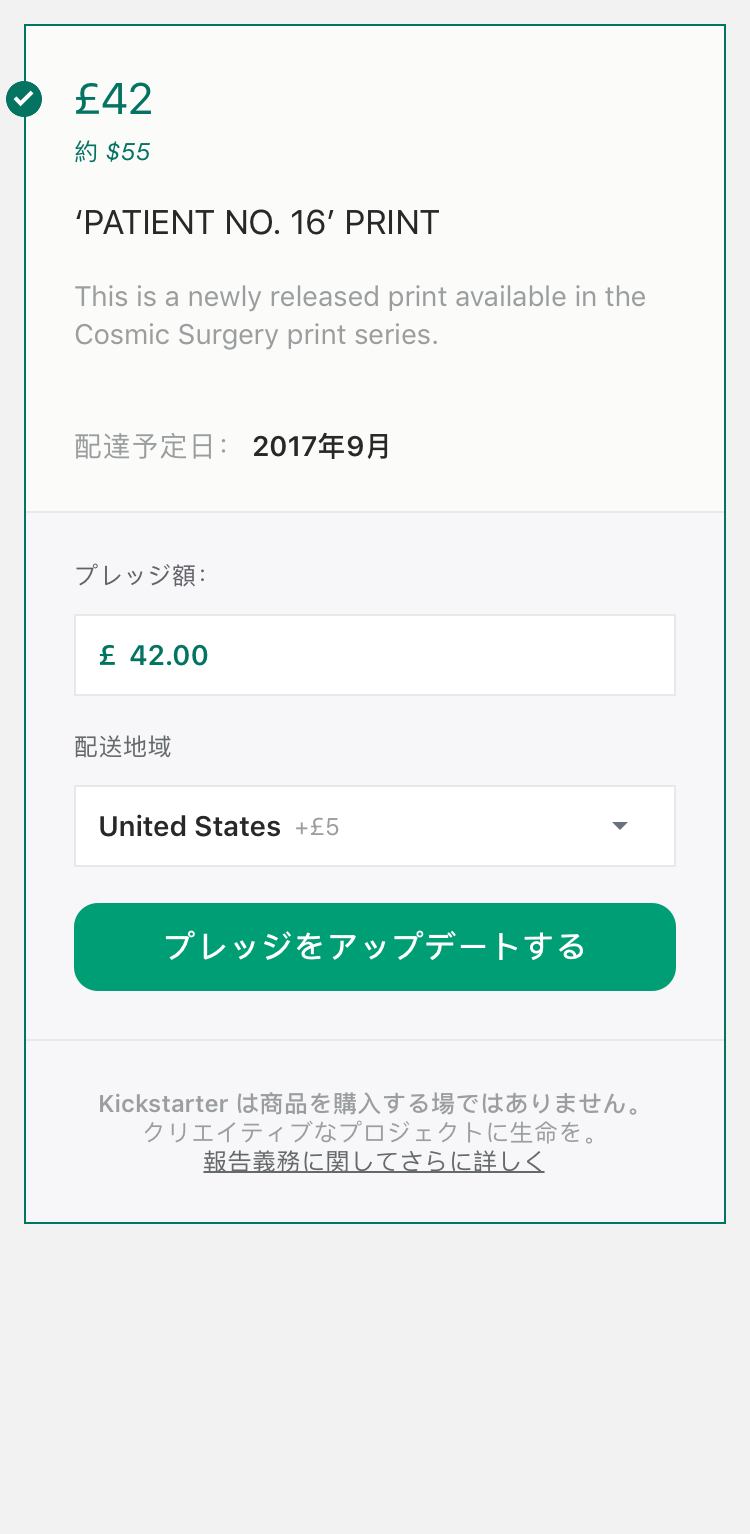 £42
約 $55
‘PATIENT NO. 16’ PRINT
This is a newly released print available in the
Cosmic Surgery print series.
配達予定日： 2017年9月
プレッジ額：
£ 42.00
配送地域
United States +£5
プレッジをアップデートする
Kickstarter は商品を購入する場ではありません。
クリエイティブなプロジェクトに生命を。
報告義務に関してさらに詳しく